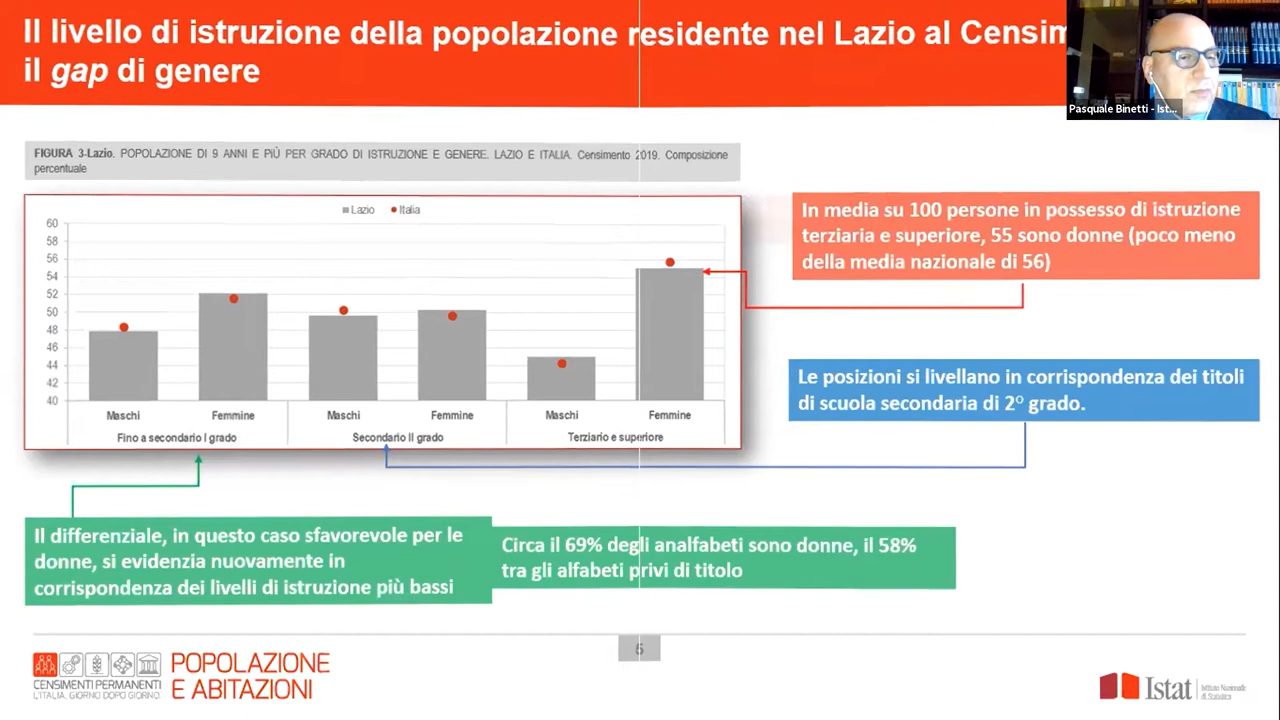 Il livello di istruzione della popolazione residente nel Lazio al Censim
il gap di genere
Pasquale Binetti - Ist...
FIGURA 3-Lazio. POPOLAZIONE DI 9 ANNI E PIÙ PER GRADO DI ISTRUZIONE E GENERE. LAZIO E ITALIA. Censimento 2019. Composizione
percentuale
Lazio Italia
60
58
56
54
52
50
48
46
44
42
40
Maschi Femmine Maschi Femmine Maschi Femmine
Fino a secondario I grado Secondario II grado Terziario e superiore
In media su 100 persone in possesso di istruzione
terziaria e superiore, 55 sono donne (poco meno
della media nazionale di 56)
Le posizioni si livellano in corrispondenza dei titoli
di scuola secondaria di 2° grado.
Il differenziale, in questo caso sfavorevole per le
donne, si evidenzia nuovamente in
corrispondenza dei livelli di istruzione più bassi
Circa il 69% degli analfabeti sono donne, il 58%
tra gli alfabeti privi di titolo
CENSIMENTI PERMANENTI
L'ITALIA, GIORNO DOPO GIORNO.
POPOLAZIONE
E ABITAZIONI
Istat
Istituto Nazionale
di Statistica